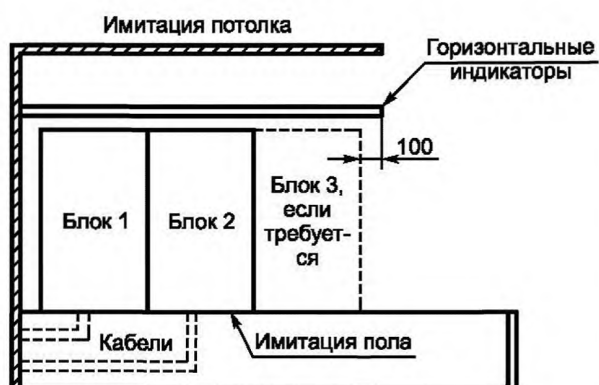 Имитация потолка
Горизонтальные
индикаторы
100
Блок 1
Блок 2
Блок 3,
если
требует-
ся
Кабели
Имитация пола